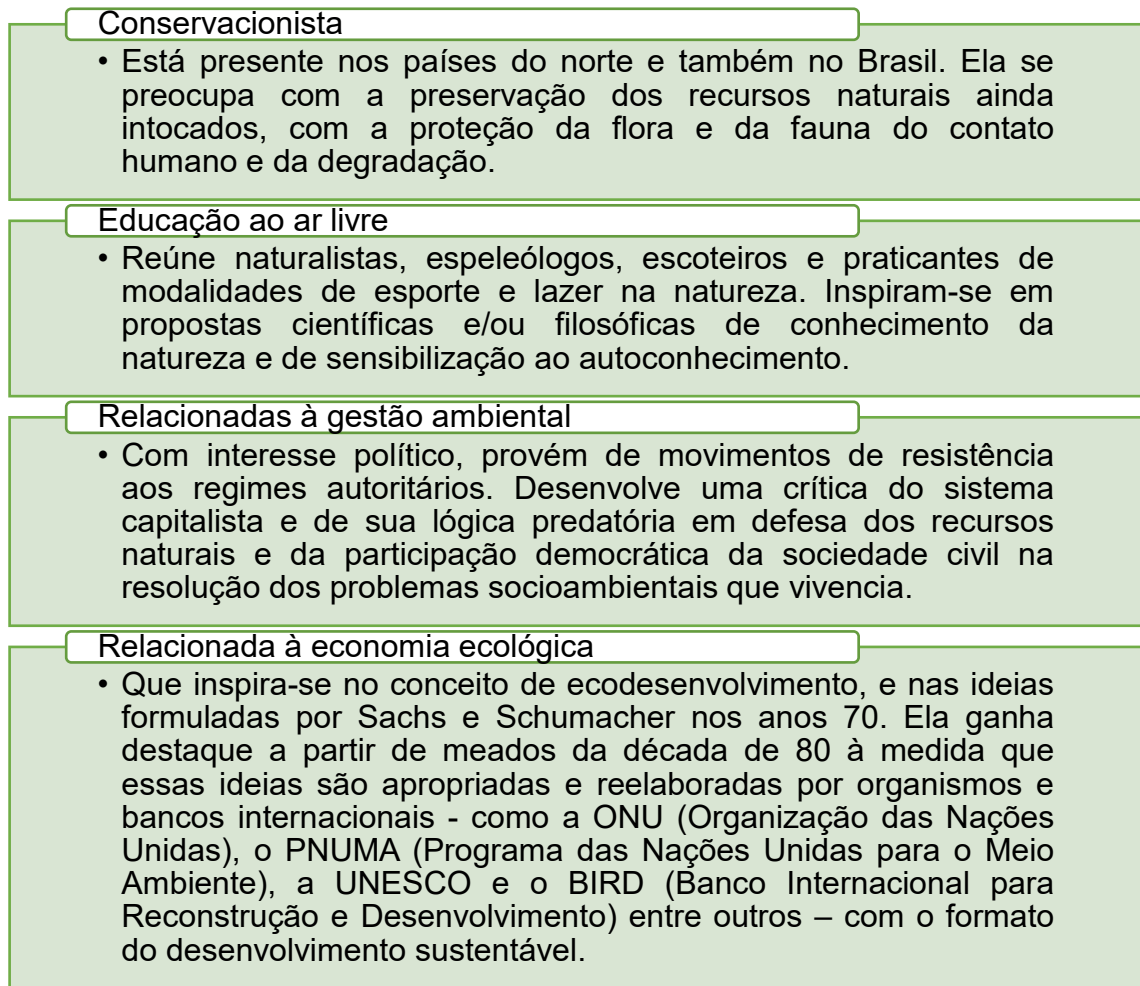 Conservacionista
• Está presente nos países do norte e também no Brasil. Ela se
preocupa com a preservação dos recursos naturais ainda
intocados, com a proteção da flora e da fauna do contato
humano e da degradação.
Educação ao ar livre
• Reúne naturalistas, espeleólogos, escoteiros e praticantes de
modalidades de esporte e lazer na natureza. Inspiram-se em
propostas científicas e/ou filosóficas de conhecimento da
natureza e de sensibilização ao autoconhecimento.
Relacionadas à gestão ambiental
• Com interesse político, provém de movimentos de resistência
aos regimes autoritários. Desenvolve uma crítica do sistema
capitalista e de sua lógica predatória em defesa dos recursos
naturais e da participação democrática da sociedade civil na
resolução dos problemas socioambientais que vivencia.
Relacionada à economia ecológica
• Que inspira-se no conceito de ecodesenvolvimento, e nas ideias
formuladas por Sachs e Schumacher nos anos 70. Ela ganha
destaque a partir de meados da década de 80 à medida que
essas ideias são apropriadas e reelaboradas por organismos e
bancos internacionais - como a ONU (Organização das Nações
Unidas), o PNUMA (Programa das Nações Unidas para o Meio
Ambiente), a UNESCO e o BIRD (Banco Internacional para
Reconstrução e Desenvolvimento) entre outros – com o formato
do desenvolvimento sustentável.